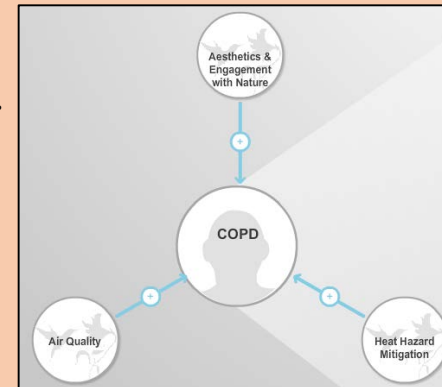 Aesthetics &
Engagement
with Nature
+
COPD
+
+
Air Quality
Heat Hazard
Mitigation